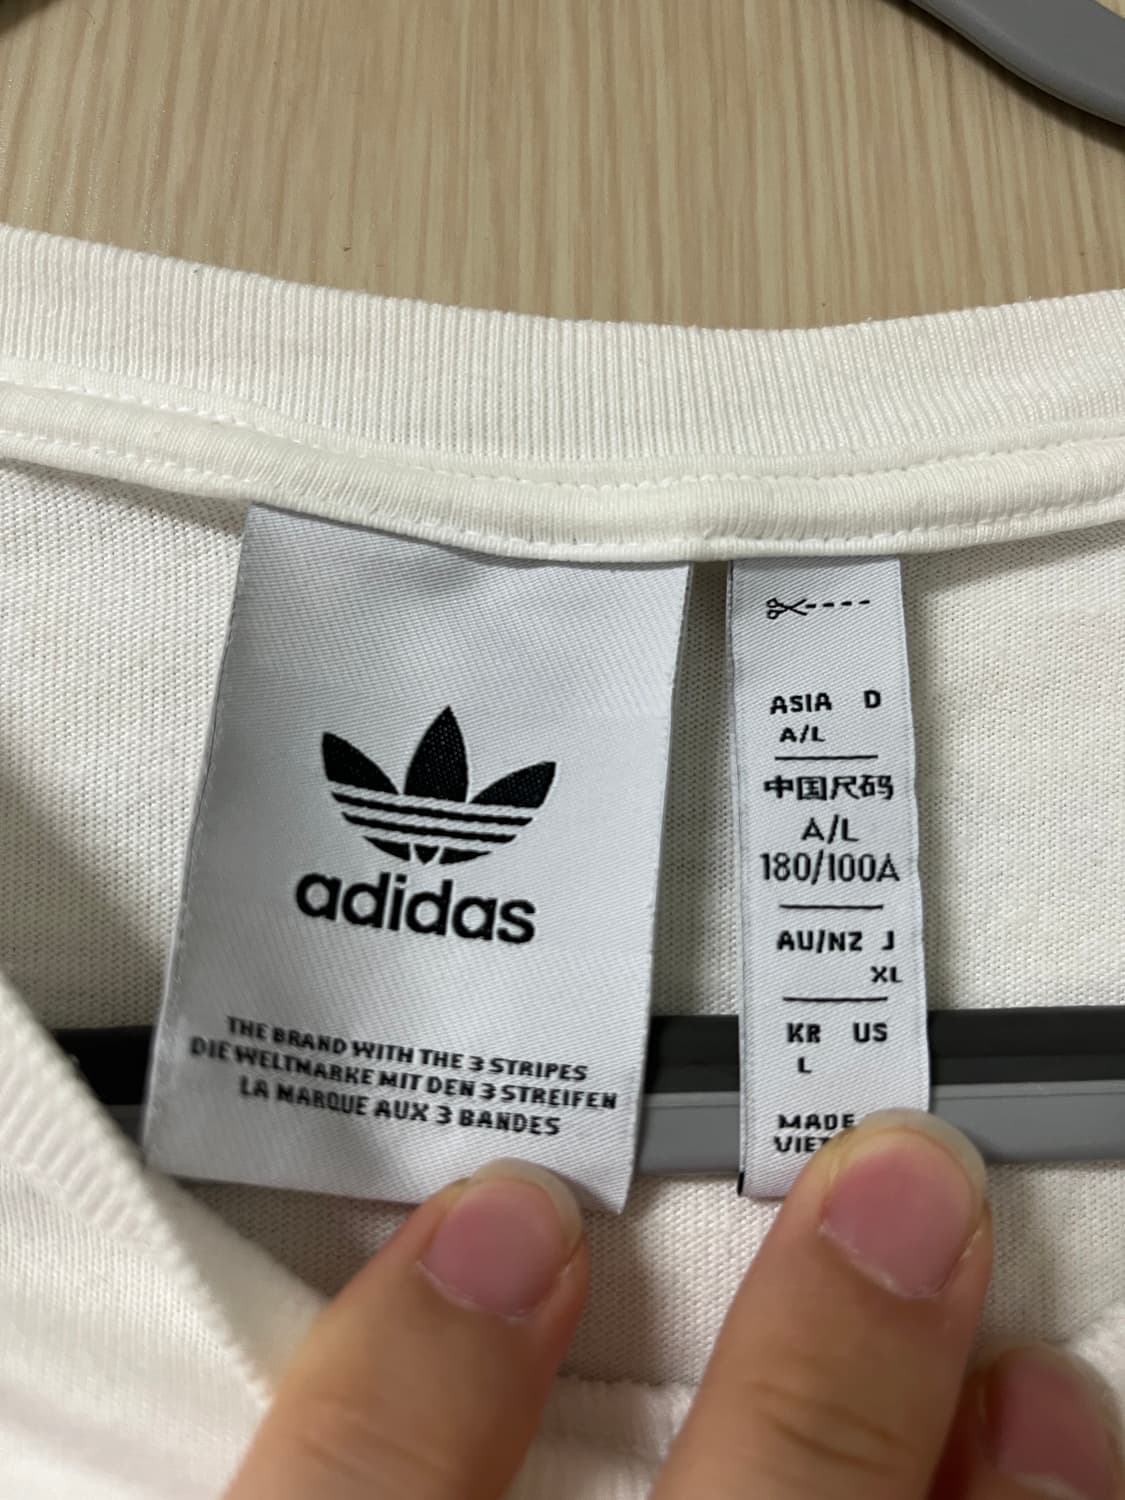 adidas
THE BRAND WITH THE 3 STRIPES
DIE WELTMARKE MIT DEN 3 STREIFEN
LA MARQUE AUX 3 BANDES
ASIA D
A/L
中国尺码
A/L
180/100A
AU/NZ J
XL
KR US
L
MADE